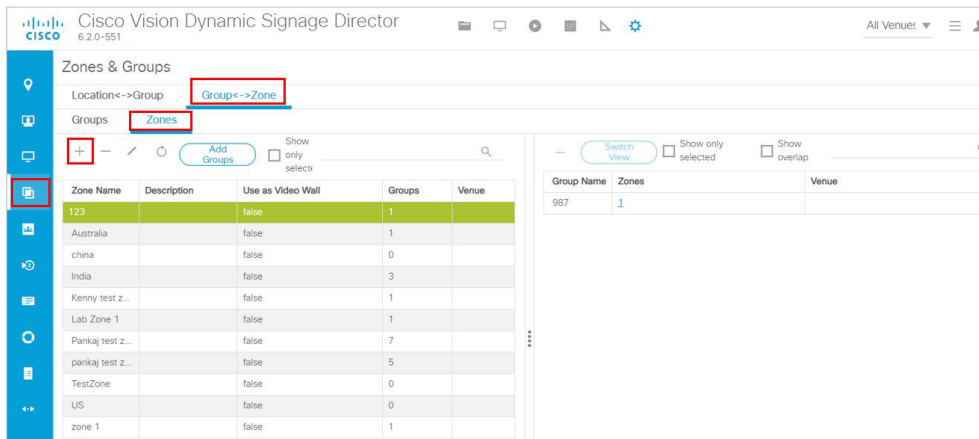 Cisco Vision Dynamic Signage Director
CISCO
6.2.0-551
All Venues
Zones & Groups
Location<->Group
Group<->Zone
Groups
Zones
Add Groups
Show only
Switch View
Show only selected
Show overlap
Zone Name Description Use as Video Wall Groups Venue
123 false 1
Australia false 1
china false 0
India false 3
Kenny test z... false 1
Lab Zone 1 false 1
Pankaj test z... false 7
pankaj test z... false 5
TestZone false 0
US false 0
zone 1 false 1
Group Name Zones Venue
987 1